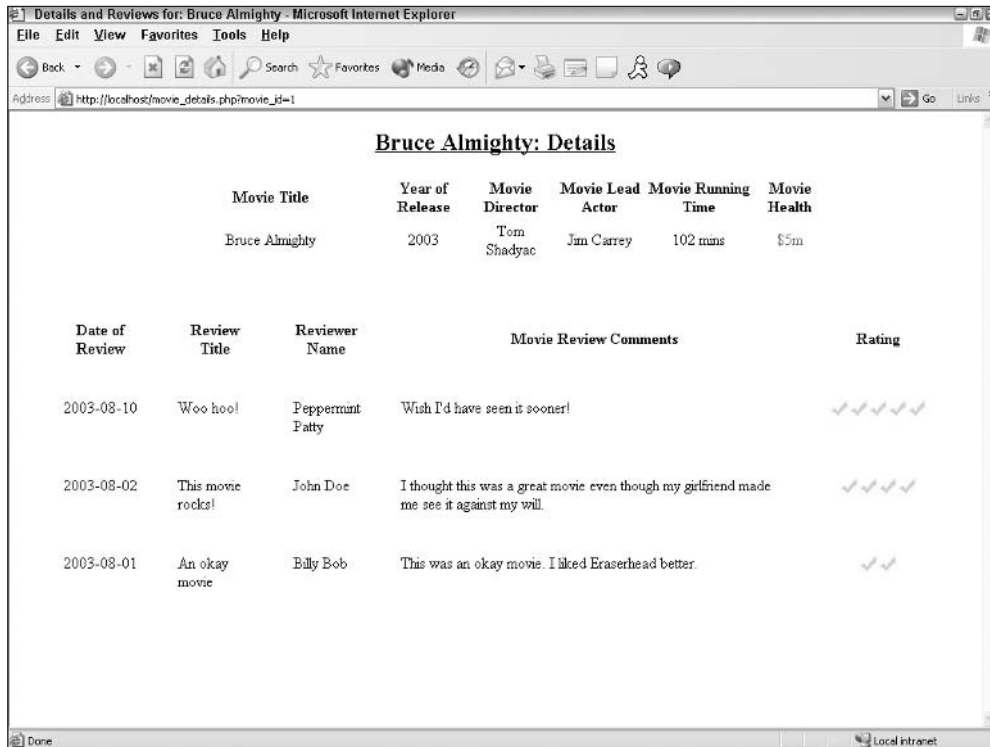 Details and Reviews for: Bruce Almighty - Microsoft Internet Explorer
File Edit View Favorites Tools Help
Back Search Favorites Media
Address http://localhost/movie_details.php?movie_id=1 Go Links
Bruce Almighty: Details
Movie Title Year of Release Movie Director Movie Lead Actor Movie Running Time Movie Health
Bruce Almighty 2003 Tom Shadyac Jim Carrey 102 mins $5m
Date of Review Review Title Reviewer Name Movie Review Comments Rating
2003-08-10 Woo hoo! Peppermint Patty Wish I'd have seen it sooner!
2003-08-02 This movie rocks! John Doe I thought this was a great movie even though my girlfriend made
me see it against my will.
2003-08-01 An okay movie Billy Bob This was an okay movie. I liked Eraserhead better.
Done Local intranet